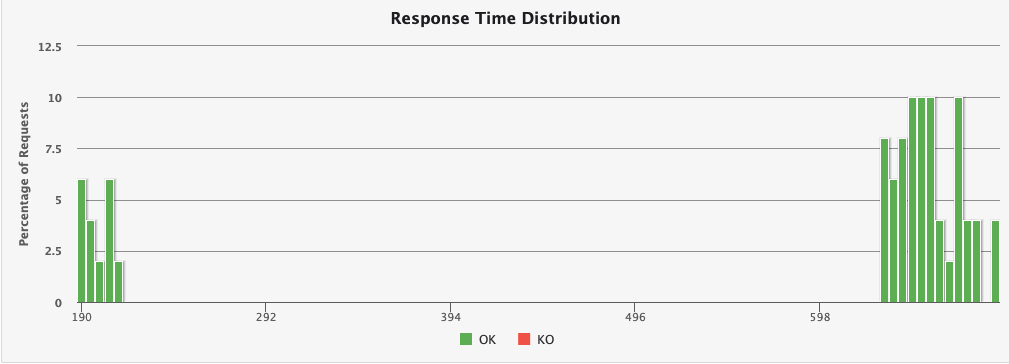 Response Time Distribution
Percentage of Requests
12.5
10
7.5
5
2.5
0
190 292 394 496 598
OK KO